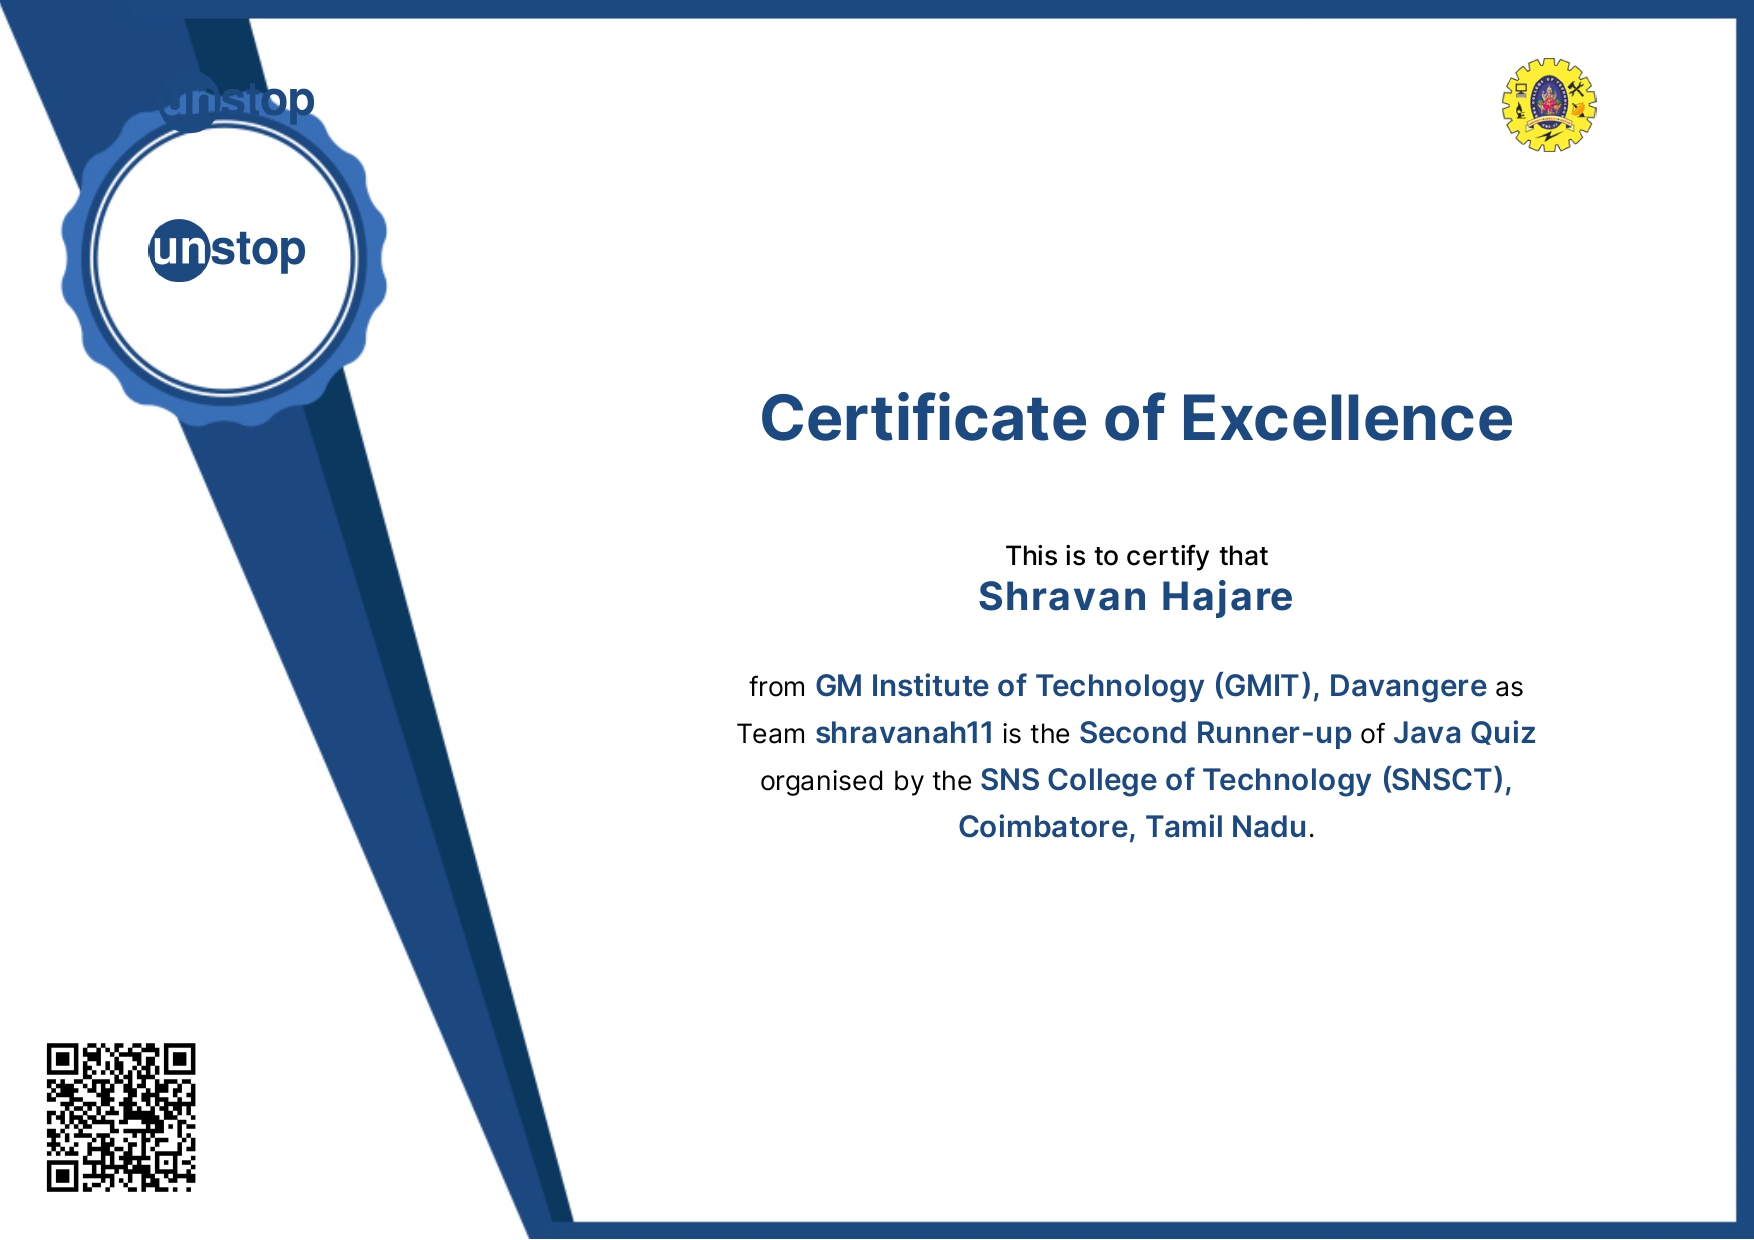 unstop
unstop
Certificate of Excellence
This is to certify that
Shravan Hajare
from GM Institute of Technology (GMIT), Davangere as
Team shravanah11 is the Second Runner-up of Java Quiz
organised by the SNS College of Technology (SNSCT),
Coimbatore, Tamil Nadu.